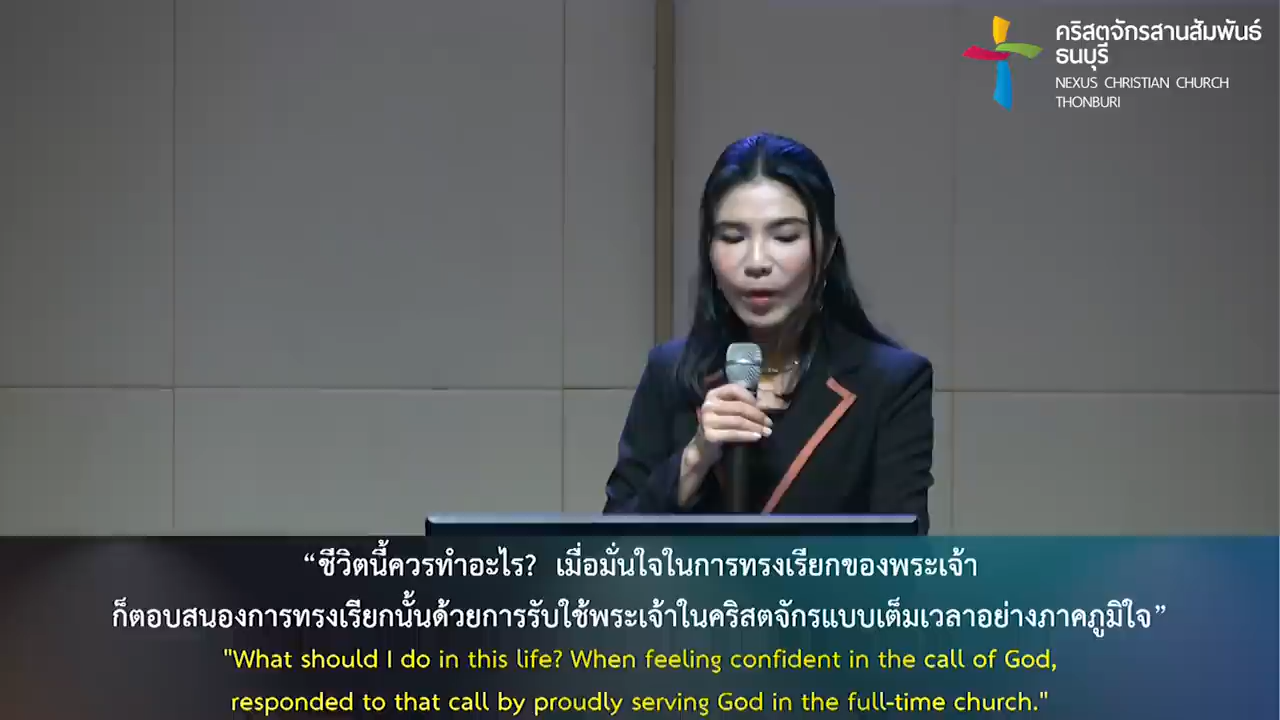 คริสตจักรสานสัมพันธ์
ธนบุรี
NEXUS CHRISTIAN CHURCH
THONBURI
“ชีวิตนี้ควรทำอะไร? เมื่อมั่นใจในการทรงเรียกของพระเจ้า
ก็ตอบสนองการทรงเรียกนั้นด้วยการรับใช้พระเจ้าในคริสตจักรแบบเต็มเวลาอย่างภาคภูมิใจ”
"What should I do in this life? When feeling confident in the call of God,
responded to that call by proudly serving God in the full-time church."